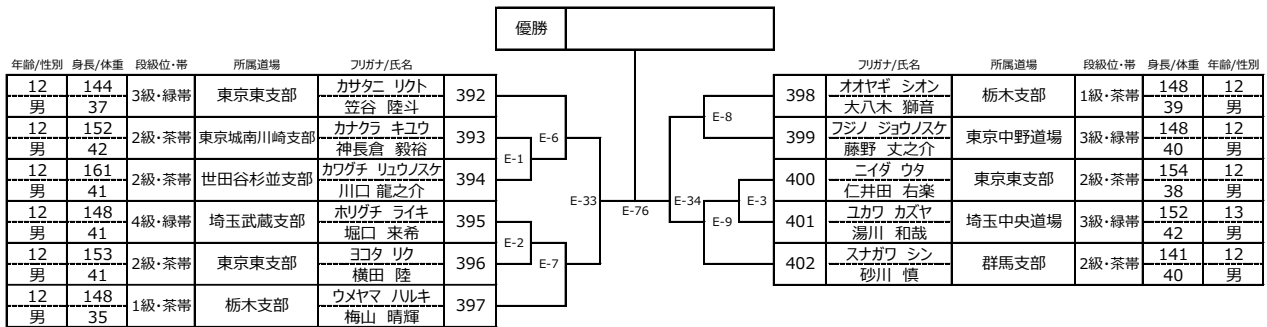 優勝
年齢/性別 身長/体重 段級位・帯 所属道場 フリガナ/氏名
12 144 3級・緑帯 東京東支部 カサタニ リクト 392
男 37 笠谷 陸斗
12 152 2級・茶帯 東京城南川崎支部 カナクラ キユウ 393
男 42 神長倉 毅裕
12 161 2級・茶帯 世田谷杉並支部 カワグチ リュウノスケ 394
男 41 川口 龍之介
12 148 4級・緑帯 埼玉武蔵支部 ホリグチ ライキ 395
男 41 堀口 来希
12 153 2級・茶帯 東京東支部 ヨコタ リク 396
男 41 横田 陸
12 148 1級・茶帯 栃木支部 ウメヤマ ハルキ 397
男 35 梅山 晴輝
E-6
E-1
E-33
E-2
E-7
E-76
E-8
E-34
E-3
E-9
フリガナ/氏名 所属道場 段級位・帯 身長/体重 年齢/性別
398 オオヤギ シオン 栃木支部 1級・茶帯 148 12
大八木 獅音 39 男
399 フジノ ジョウノスケ 東京中野道場 3級・緑帯 148 12
藤野 丈之介 40 男
400 ニイダ ウタ 東京東支部 2級・茶帯 154 12
仁井田 右楽 38 男
401 ユカワ カズヤ 埼玉中央道場 3級・緑帯 152 13
湯川 和哉 42 男
402 スナガワ シン 群馬支部 2級・茶帯 141 12
砂川 慎 40 男